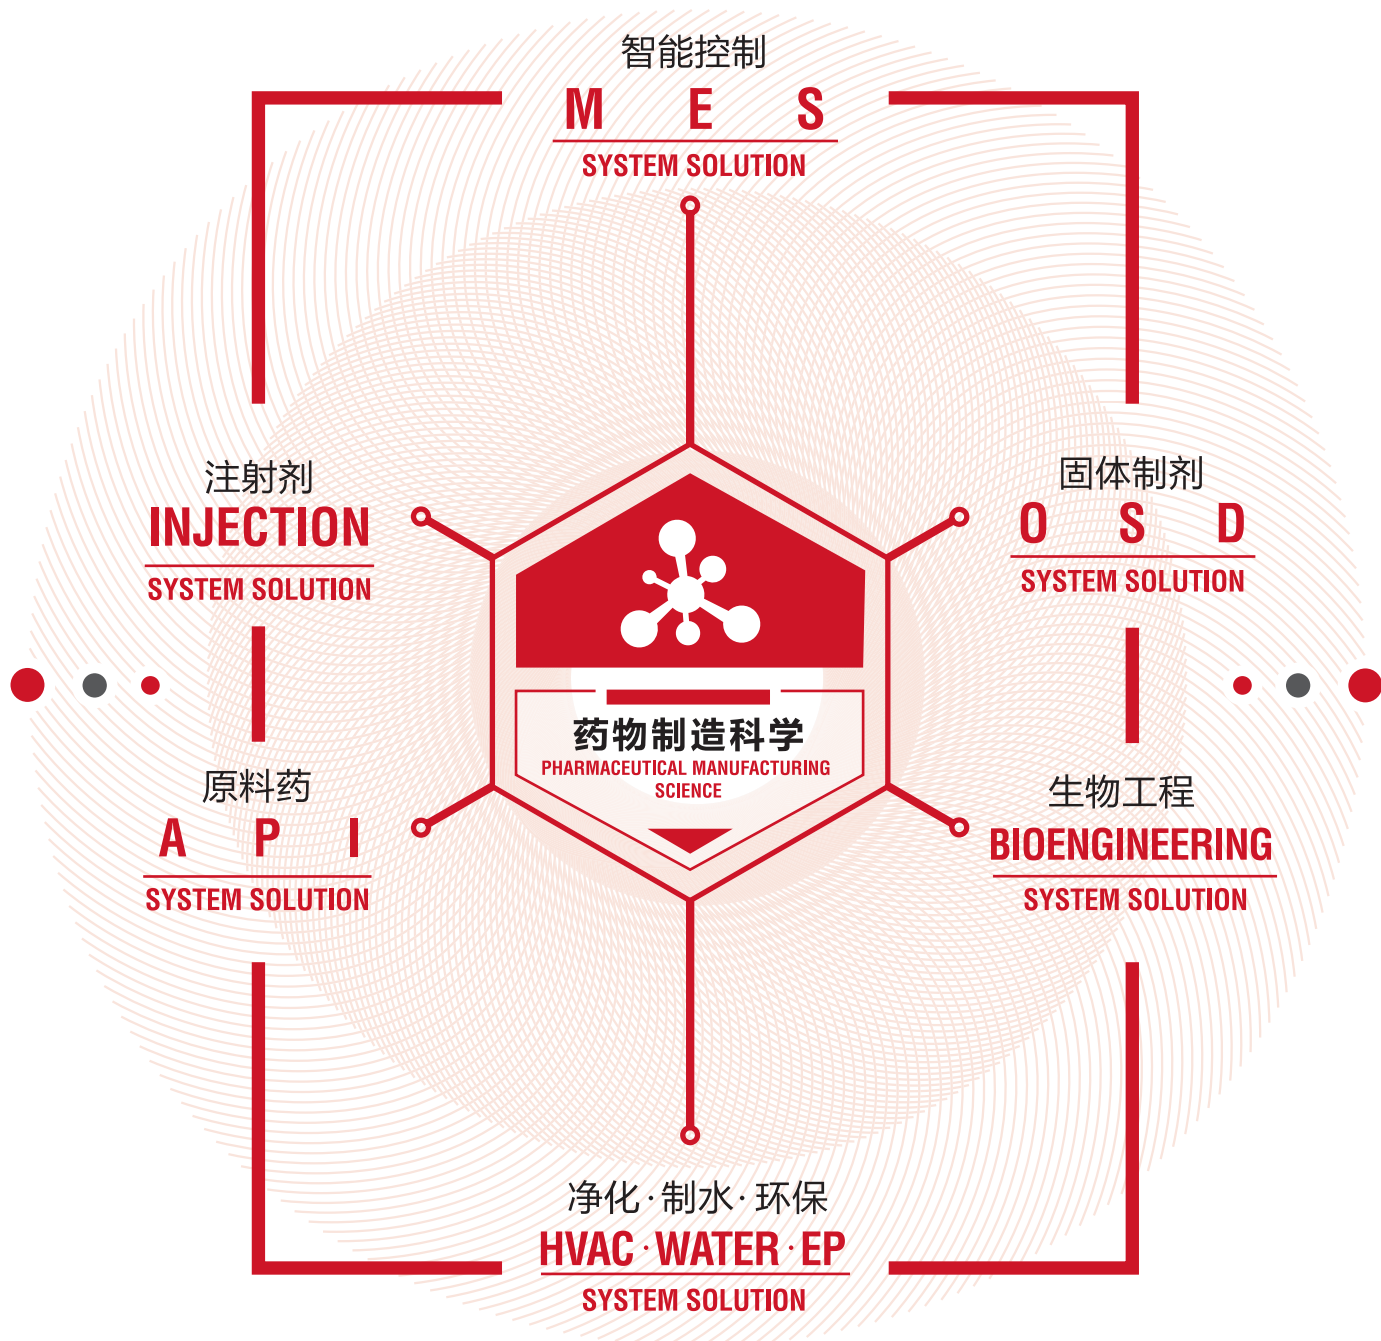 智能控制
M E S
SYSTEM SOLUTION
注射剂
INJECTION
SYSTEM SOLUTION
固体制剂
O S D
SYSTEM SOLUTION
药物制造科学
PHARMACEUTICAL MANUFACTURING
SCIENCE
原料药
A P I
SYSTEM SOLUTION
生物工程
BIOENGINEERING
SYSTEM SOLUTION
净化·制水·环保
HVAC·WATER·EP
SYSTEM SOLUTION